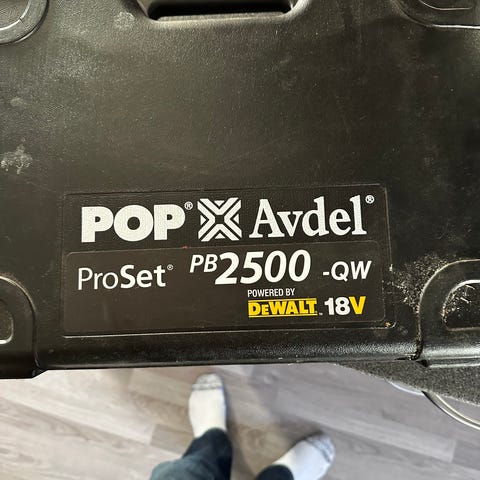 POP® Avdel®
ProSet® PB2500 -QW
POWERED BY
DEWALT. 18V